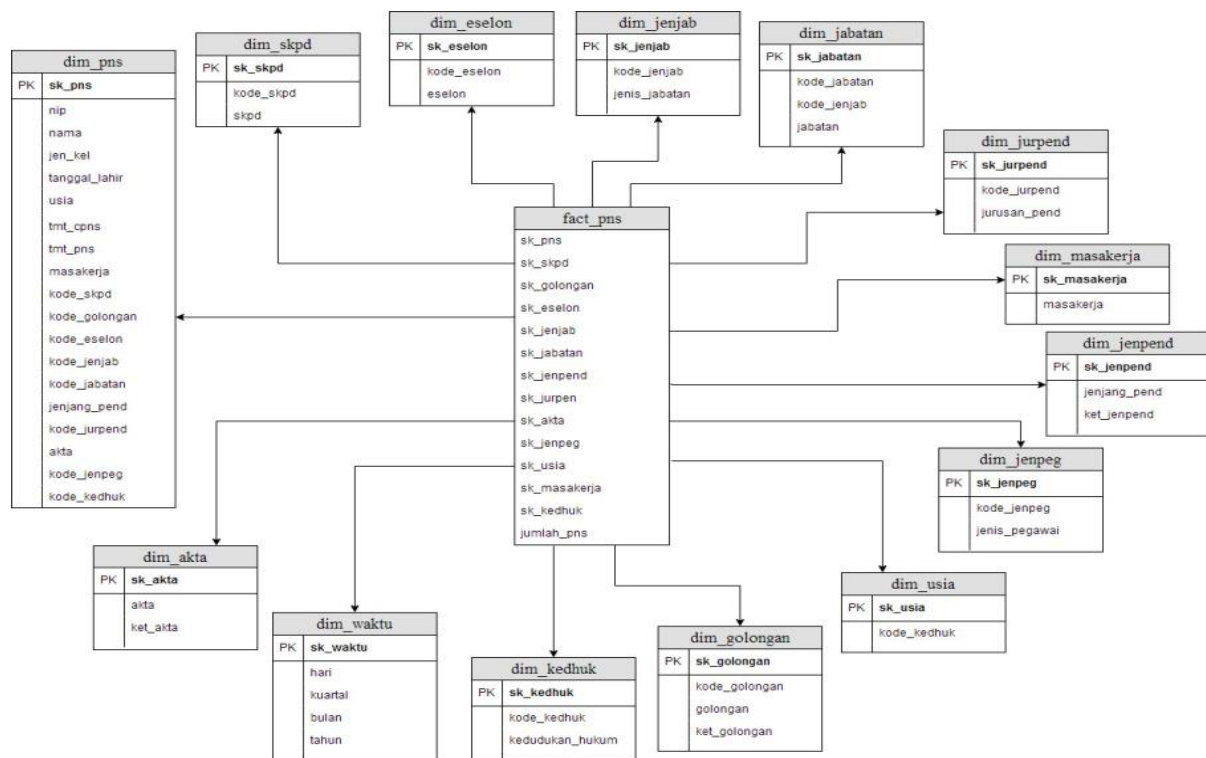 dim_pns
PK sk_pns
nip
nama
jen_kel
tanggal_lahir
usia
tmt_cpns
tmt_pns
masakerja
kode_skpd
kode_golongan
kode_eselon
kode_jenjab
kode_jabatan
jenjang_pend
kode_jurpend
akta
kode_jenpeg
kode_kedhuk
dim_skpd
PK sk_skpd
kode_skpd
skpd
dim_eselon
PK sk_eselon
kode_eselon
eselon
dim_jenjab
PK sk_jenjab
kode_jenjab
jenis_jabatan
dim_jabatan
PK sk_jabatan
kode_jabatan
kode_jenjab
jabatan
dim_jurpend
PK sk_jurpend
kode_jurpend
jurusan_pend
dim_masakerja
PK sk_masakerja
masakerja
dim_jenpend
PK sk_jenpend
jenjang_pend
ket_jenpend
dim_jenpeg
PK sk_jenpeg
kode_jenpeg
jenis_pegawai
fact_pns
sk_pns
sk_skpd
sk_golongan
sk_eselon
sk_jenjab
sk_jabatan
sk_jenpend
sk_jurpen
sk_akta
sk_jenpeg
sk_usia
sk_masakerja
sk_kedhuk
jumlah_pns
dim_akta
PK sk_akta
akta
ket_akta
dim_waktu
PK sk_waktu
hari
kuartal
bulan
tahun
dim_kedhuk
PK sk_kedhuk
kode_kedhuk
kedudukan_hukum
dim_golongan
PK sk_golongan
kode_golongan
golongan
ket_golongan
dim_usia
PK sk_usia
kode_kedhuk